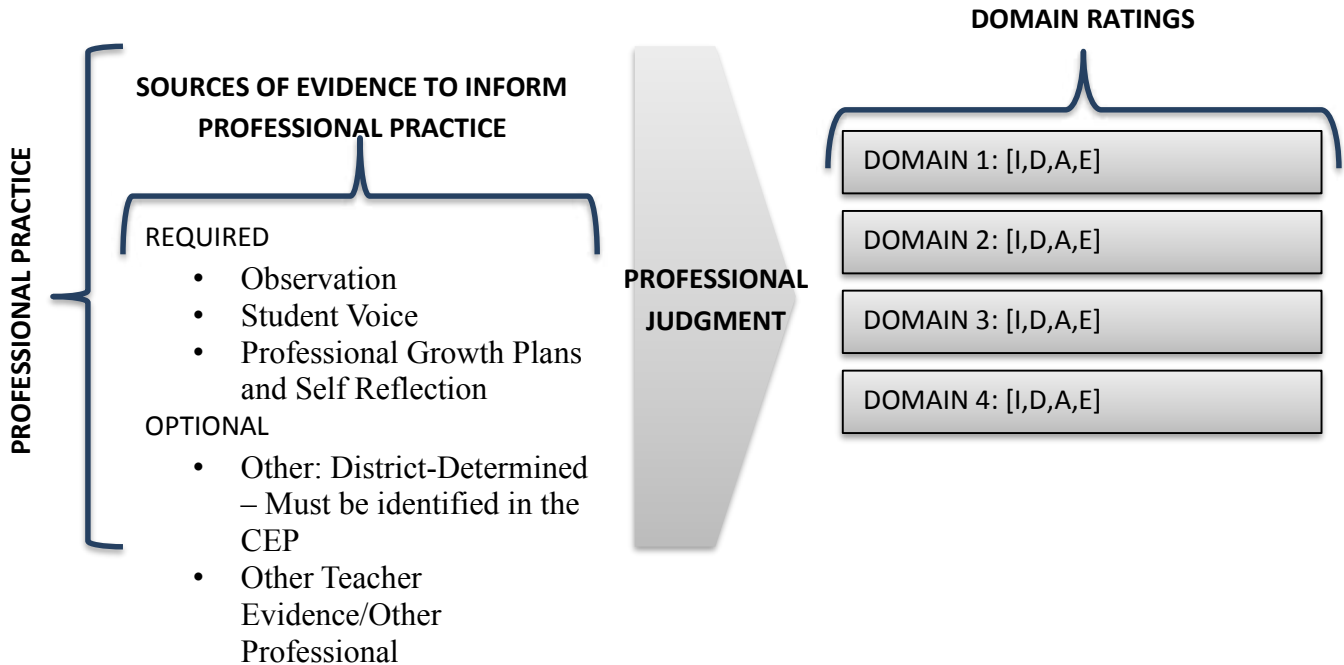 PROFESSIONAL PRACTICE
SOURCES OF EVIDENCE TO INFORM
PROFESSIONAL PRACTICE
REQUIRED
• Observation
• Student Voice
• Professional Growth Plans
and Self Reflection
OPTIONAL
• Other: District-Determined
– Must be identified in the
CEP
• Other Teacher
Evidence/Other
Professional
PROFESSIONAL
JUDGMENT
DOMAIN RATINGS
DOMAIN 1: [I,D,A,E]
DOMAIN 2: [I,D,A,E]
DOMAIN 3: [I,D,A,E]
DOMAIN 4: [I,D,A,E]